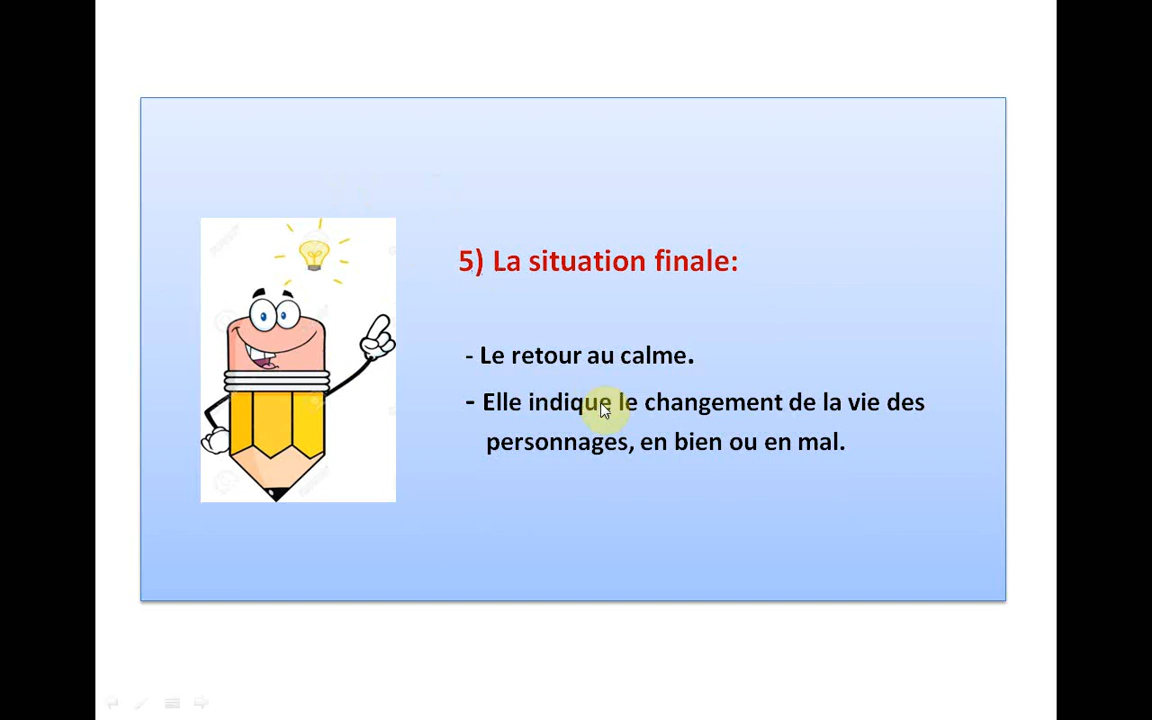 5) La situation finale:
- Le retour au calme.
- Elle indique le changement de la vie des
personnages, en bien ou en mal.